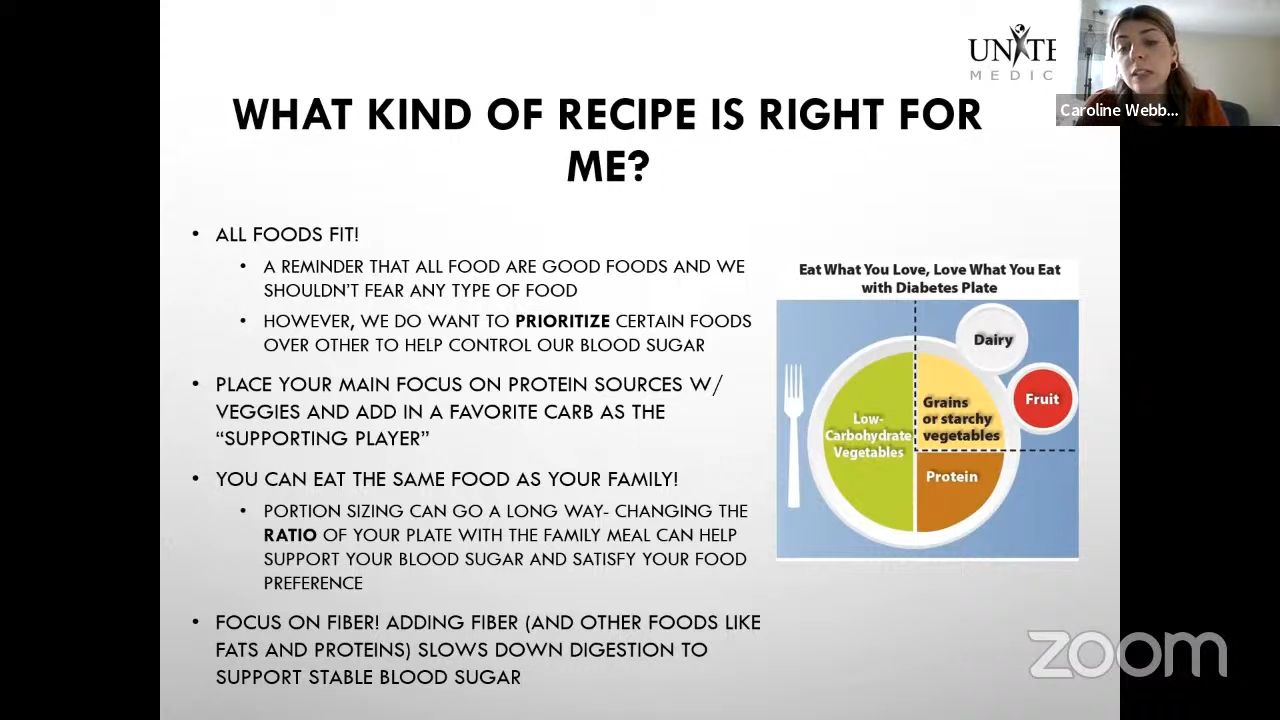 UNITE
MEDIC
Caroline Webb...
WHAT KIND OF RECIPE IS RIGHT FOR
ME?
• ALL FOODS FIT!
• A REMINDER THAT ALL FOOD ARE GOOD FOODS AND WE
SHOULDN'T FEAR ANY TYPE OF FOOD
• HOWEVER, WE DO WANT TO PRIORITIZE CERTAIN FOODS
OVER OTHER TO HELP CONTROL OUR BLOOD SUGAR
• PLACE YOUR MAIN FOCUS ON PROTEIN SOURCES W/
VEGGIES AND ADD IN A FAVORITE CARB AS THE
“SUPPORTING PLAYER”
• YOU CAN EAT THE SAME FOOD AS YOUR FAMILY!
• PORTION SIZING CAN GO A LONG WAY- CHANGING THE
RATIO OF YOUR PLATE WITH THE FAMILY MEAL CAN HELP
SUPPORT YOUR BLOOD SUGAR AND SATISFY YOUR FOOD
PREFERENCE
• FOCUS ON FIBER! ADDING FIBER (AND OTHER FOODS LIKE
FATS AND PROTEINS) SLOWS DOWN DIGESTION TO
SUPPORT STABLE BLOOD SUGAR
Eat What You Love, Love What You Eat
with Diabetes Plate
Dairy
Fruit
Grains
or starchy
vegetables
Low-
Carbohydrate
Vegetables
Protein
zoom